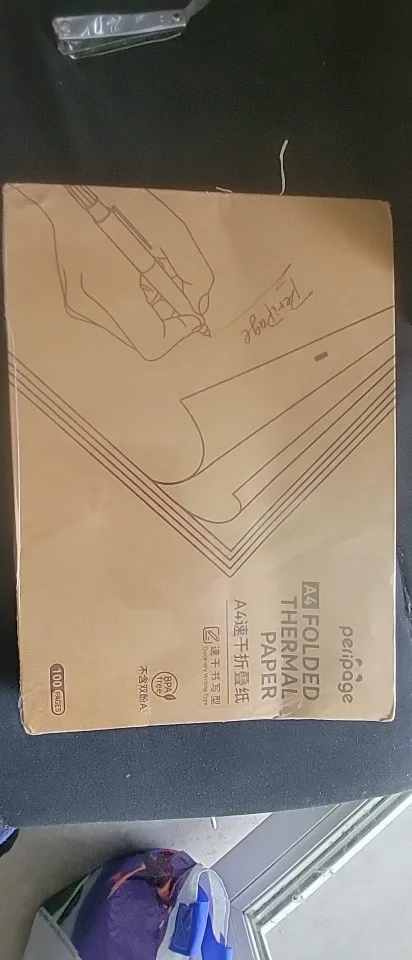 PeriPage
peripage
A4 FOLDED
THERMAL
PAPER
A4速干折叠纸
速干书写型
Quick-dry Writing Type
BPA
free
不含双酚A
100 PAGES